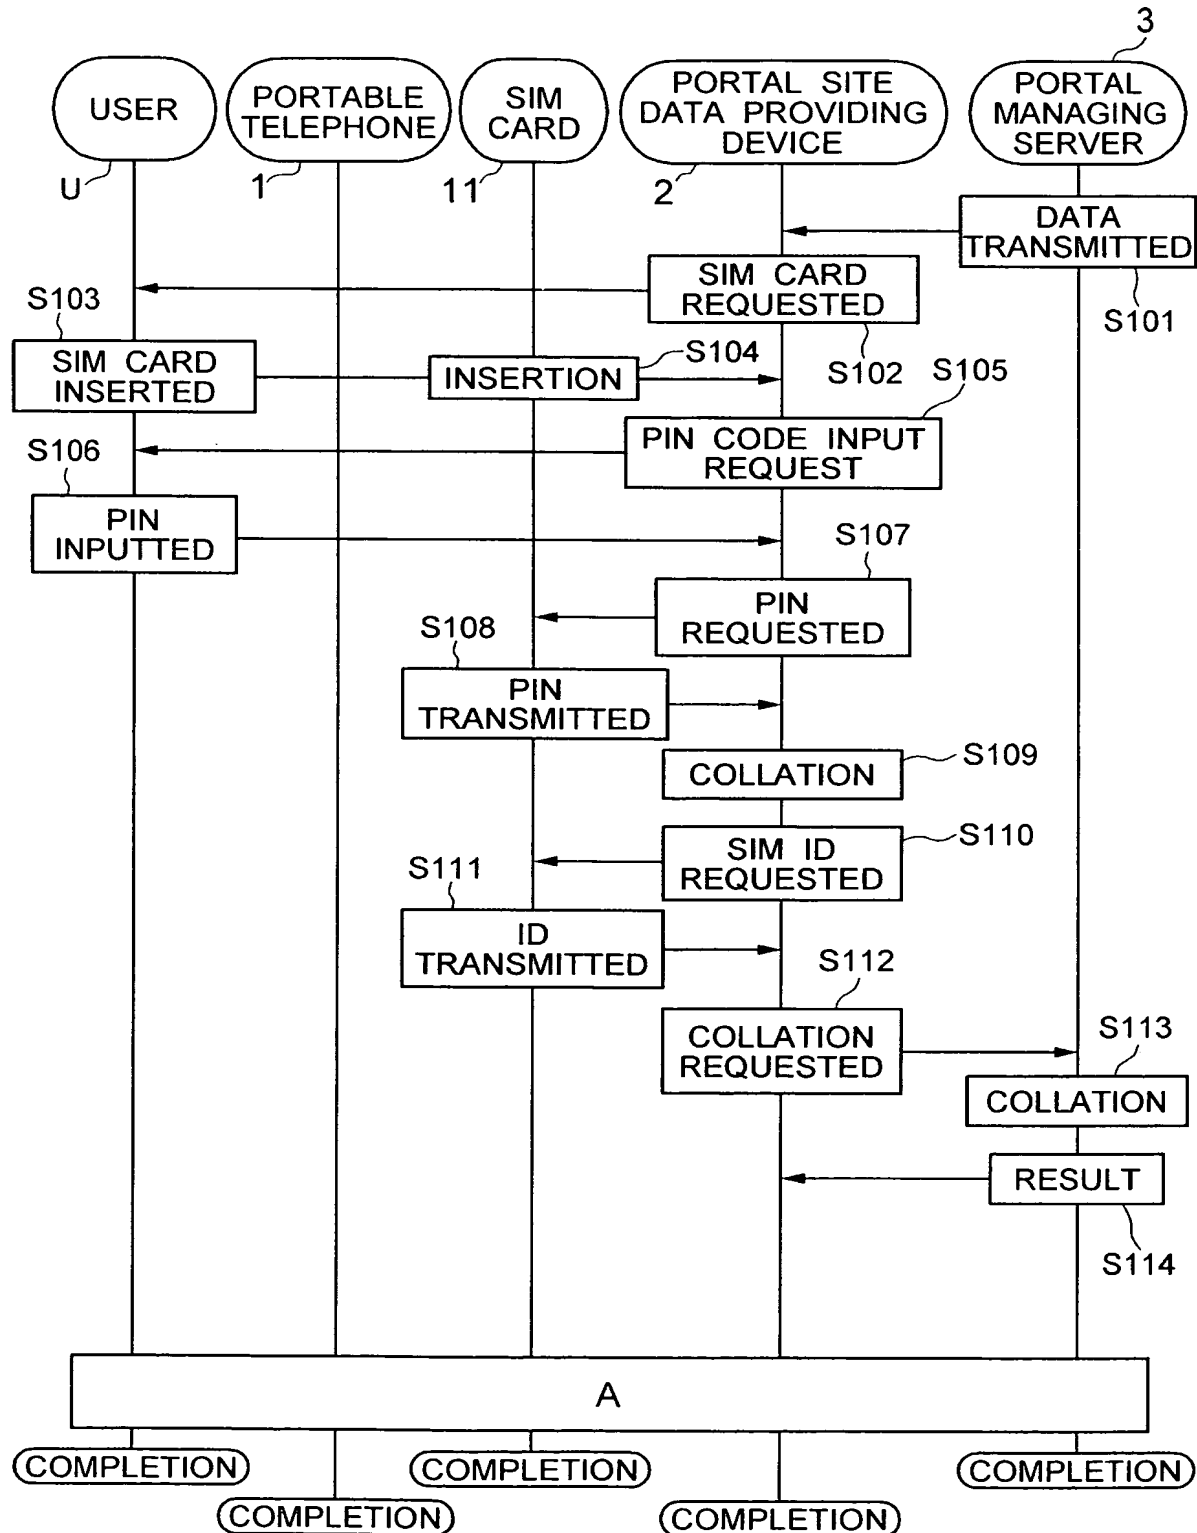 3
USER
PORTABLE
TELEPHONE
SIM
CARD
PORTAL SITE
DATA PROVIDING
DEVICE
PORTAL
MANAGING
SERVER
U
1
11
2
DATA
TRANSMITTED
S101
SIM CARD
REQUESTED
S102
S103
SIM CARD
INSERTED
S104
INSERTION
S105
PIN CODE INPUT
REQUEST
S106
PIN
INPUTTED
S107
PIN
REQUESTED
S108
PIN
TRANSMITTED
S109
COLLATION
S110
SIM ID
REQUESTED
S111
ID
TRANSMITTED
S112
COLLATION
REQUESTED
S113
COLLATION
RESULT
S114
A
COMPLETION
COMPLETION
COMPLETION
COMPLETION
COMPLETION